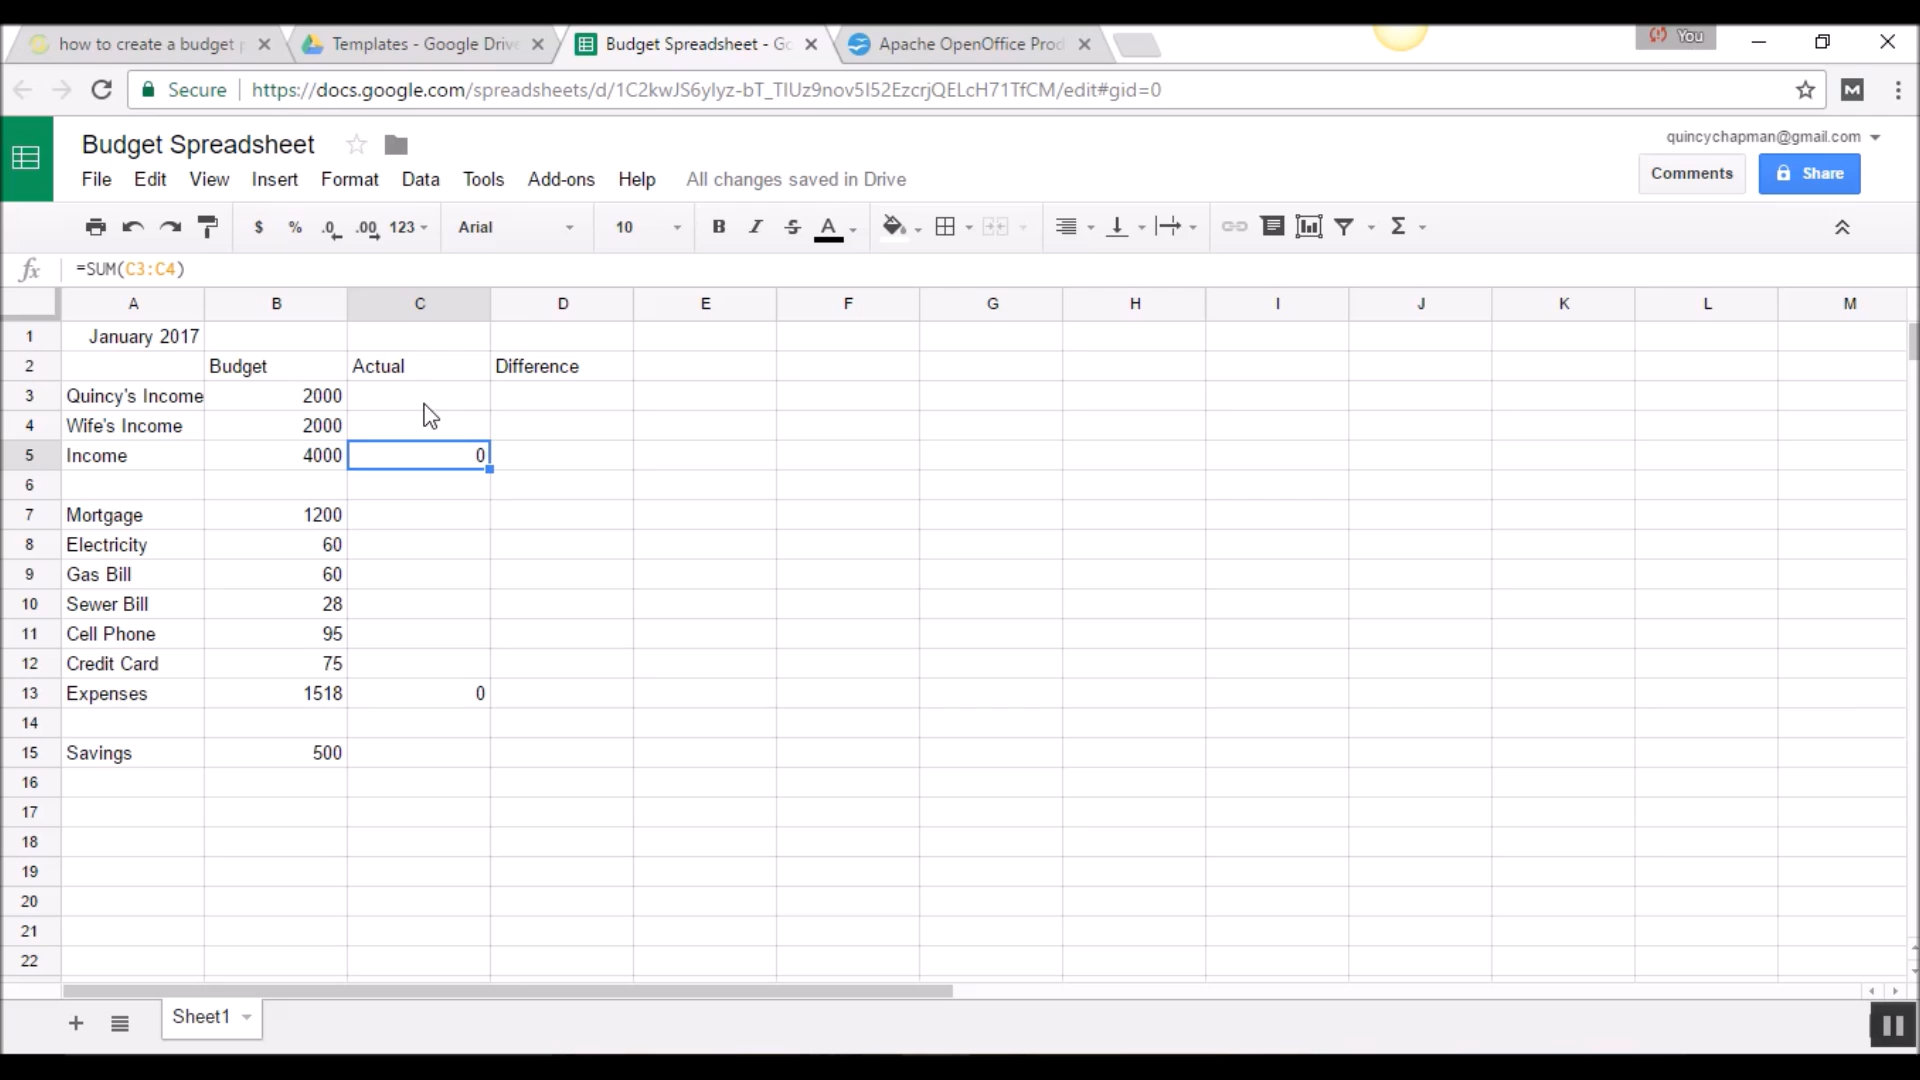 how to create a budget
Templates - Google Drive
Budget Spreadsheet - Go
Apache OpenOffice Prod
You
Secure
https://docs.google.com/spreadsheets/d/1C2kwJS6yIyz-bT_TIUz9nov5I52EzcrjQELcH71TfCM/edit#gid=0
M
Budget Spreadsheet
quincychapman@gmail.com
File Edit View Insert Format Data Tools Add-ons Help All changes saved in Drive
Comments
Share
$ % .0 .00 123 Arial 10 B I S A Σ
fx =SUM(C3:C4)
A B C D E F G H I J K L M
1 January 2017
2 Budget Actual Difference
3 Quincy's Income 2000
4 Wife's Income 2000
5 Income 4000 0
6
7 Mortgage 1200
8 Electricity 60
9 Gas Bill 60
10 Sewer Bill 28
11 Cell Phone 95
12 Credit Card 75
13 Expenses 1518 0
14
15 Savings 500
16
17
18
19
20
21
22
Sheet1